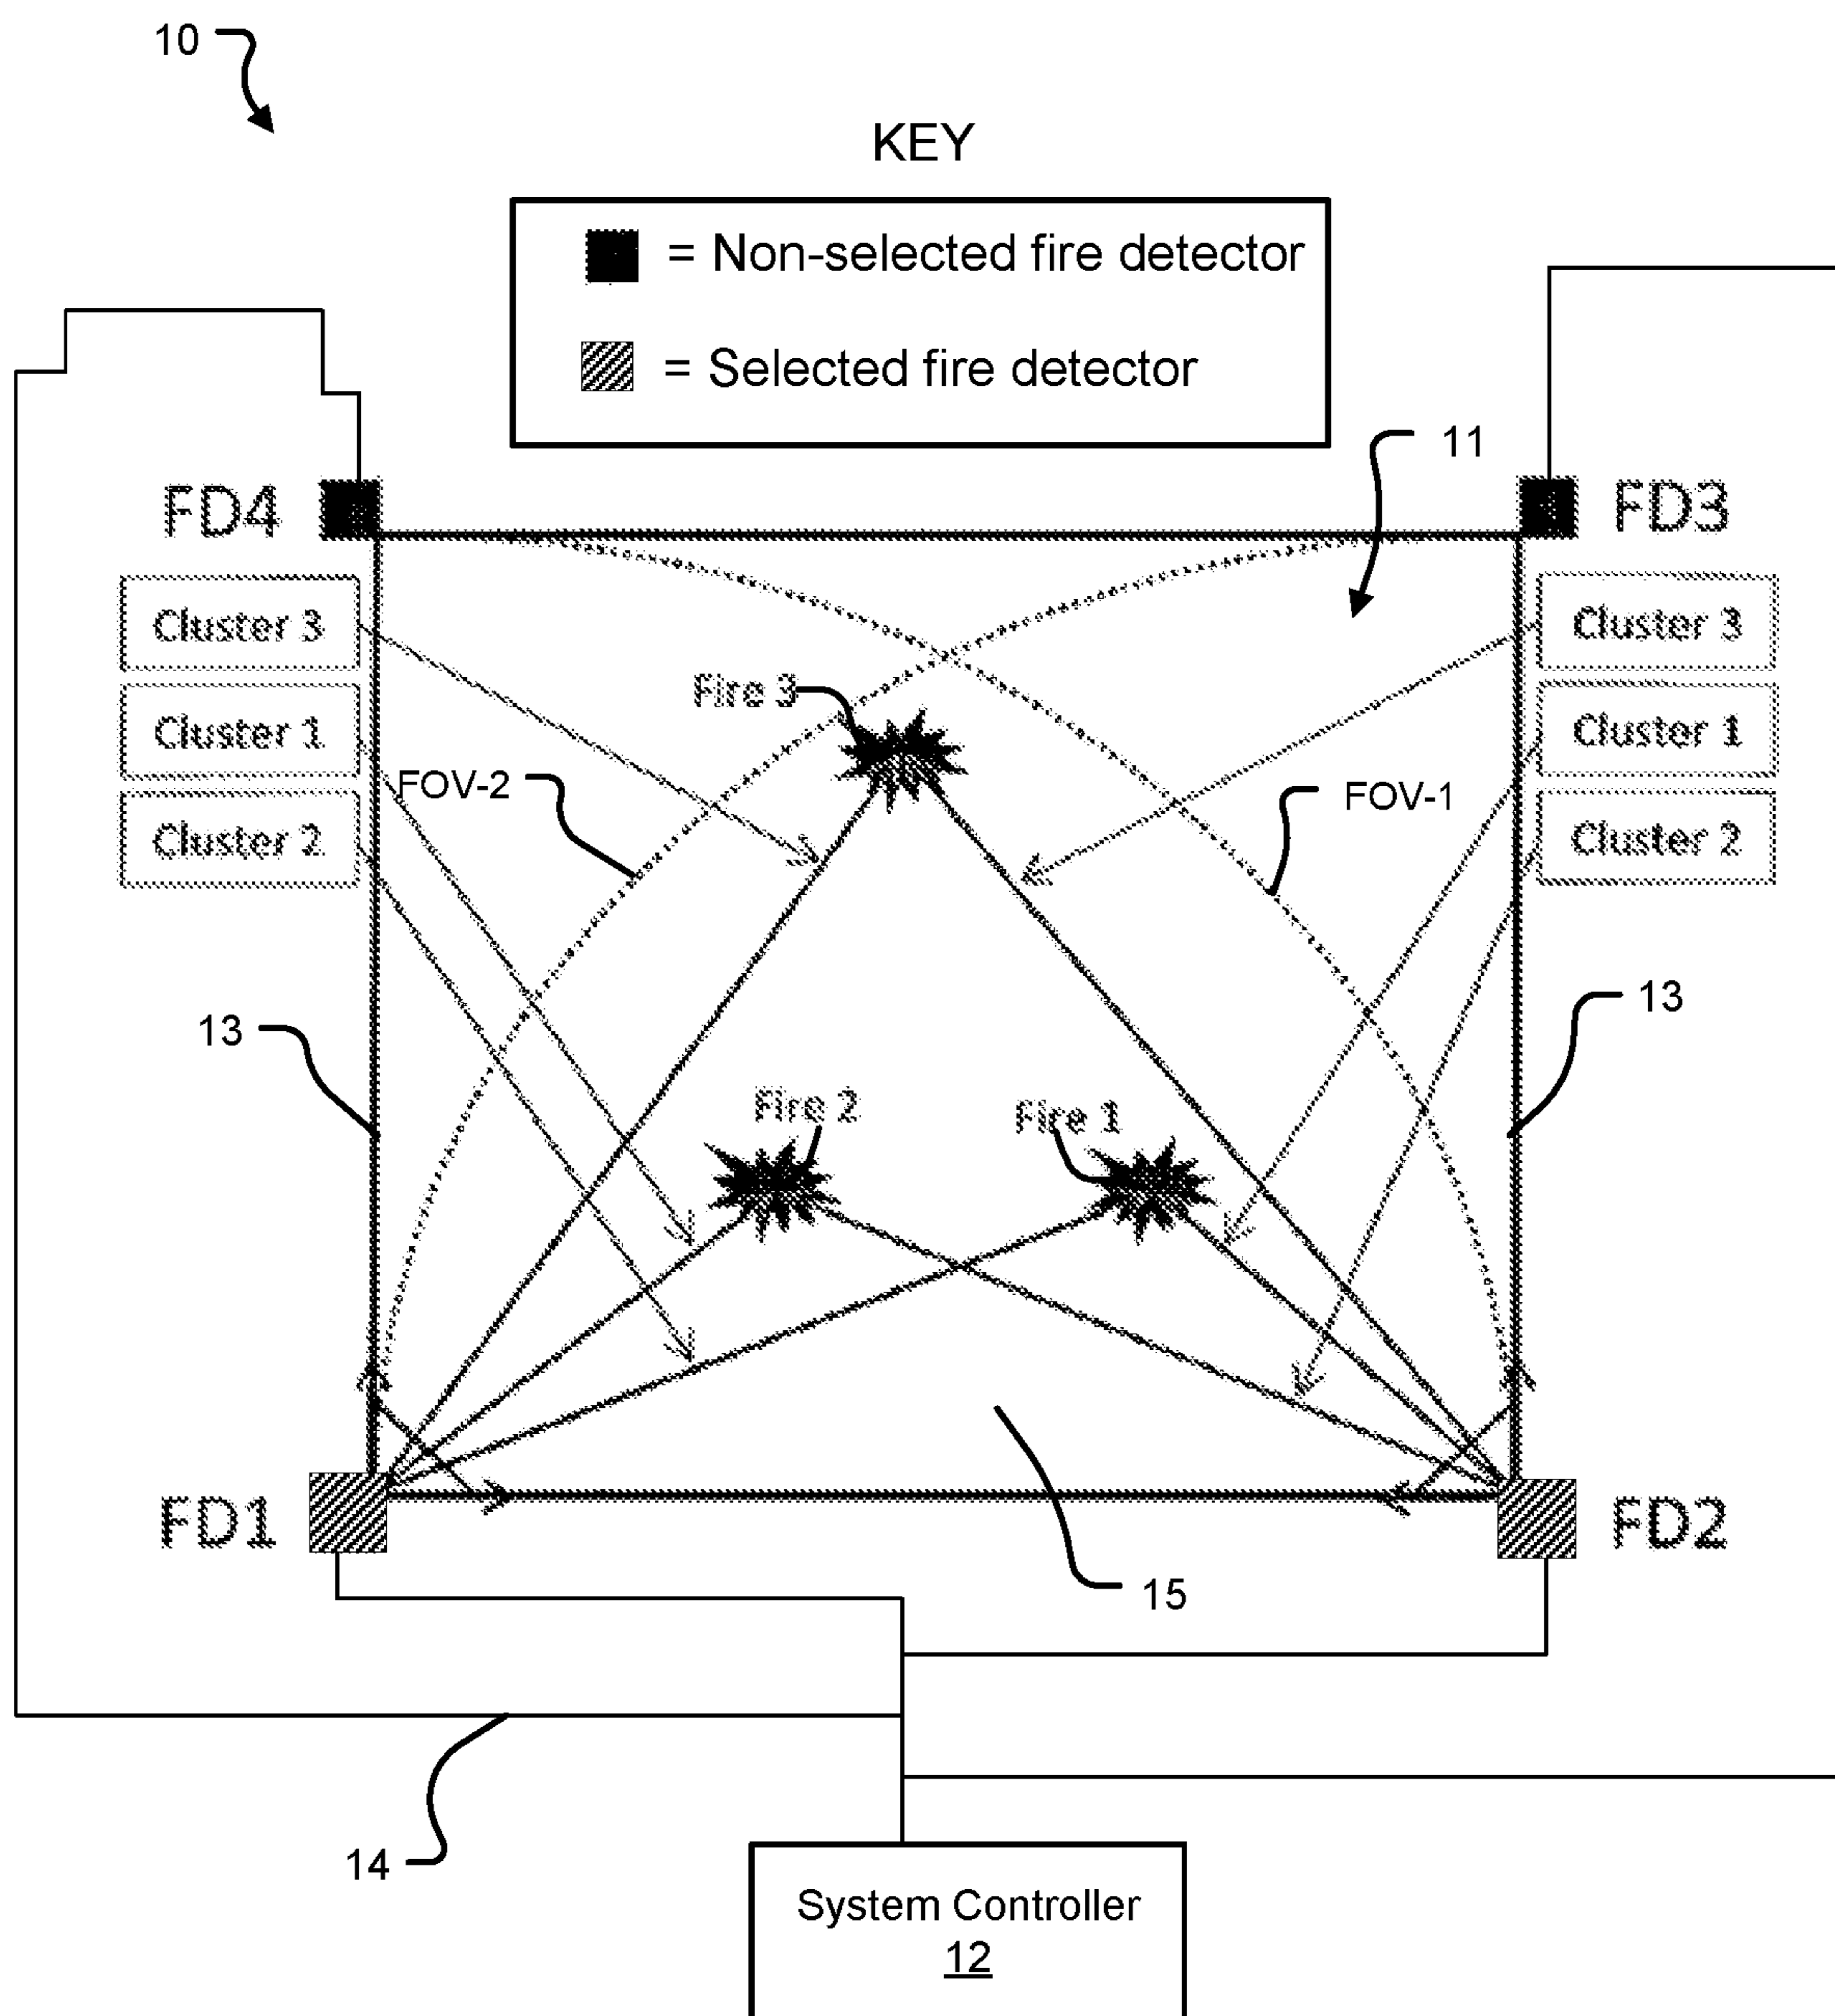 10
KEY
= Non-selected fire detector
= Selected fire detector
11
FD4
FD3
Cluster 3
Cluster 3
Fire 3
Cluster 1
Cluster 1
FOV-2
FOV-1
Cluster 2
Cluster 2
13
13
Fire 2
Fire 1
FD1
FD2
15
14
System Controller
12